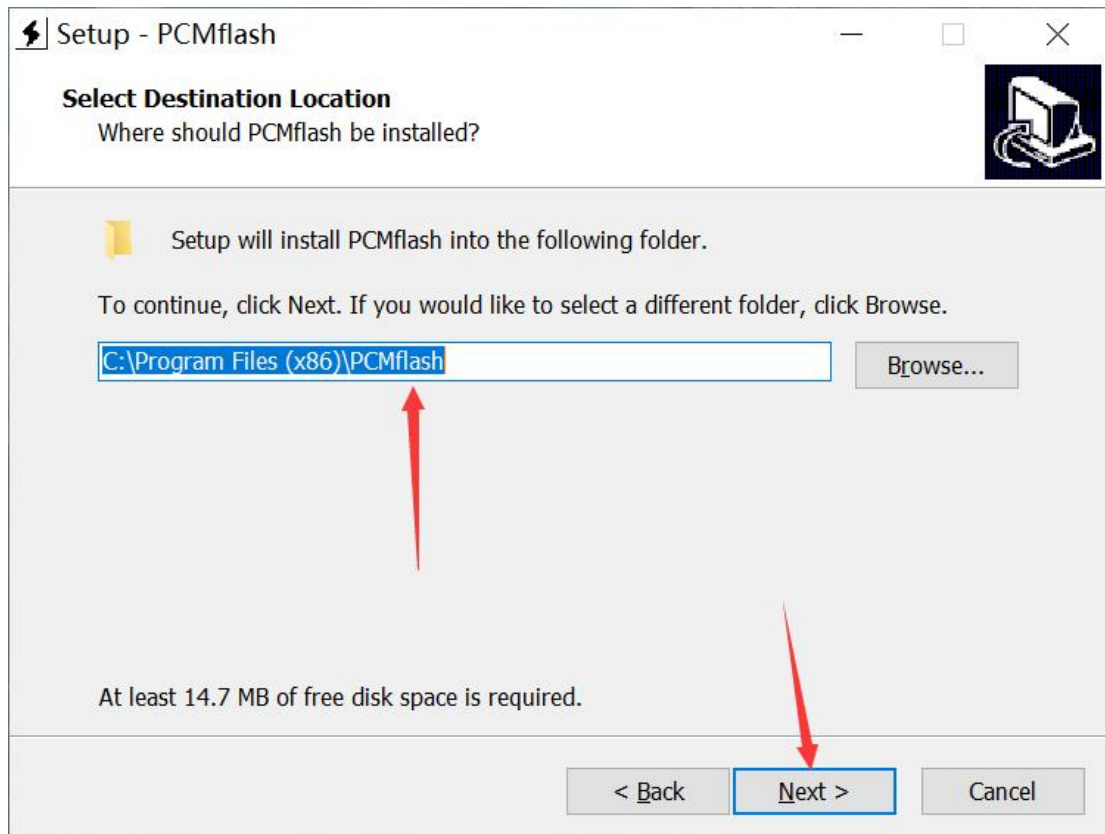 Setup - PCMflash
Select Destination Location
Where should PCMflash be installed?
Setup will install PCMflash into the following folder.
To continue, click Next. If you would like to select a different folder, click Browse.
C:\Program Files (x86)\PCMflash
Browse...
At least 14.7 MB of free disk space is required.
< Back
Next >
Cancel